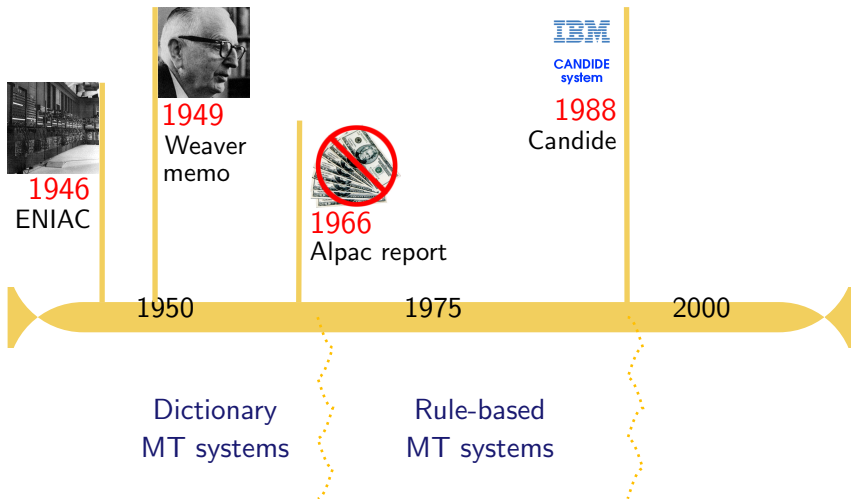 IBM
CANDIDE
system
1949
Weaver
memo
1988
Candide
1946
ENIAC
1966
Alpac report
1950
1975
2000
Dictionary
MT systems
Rule-based
MT systems